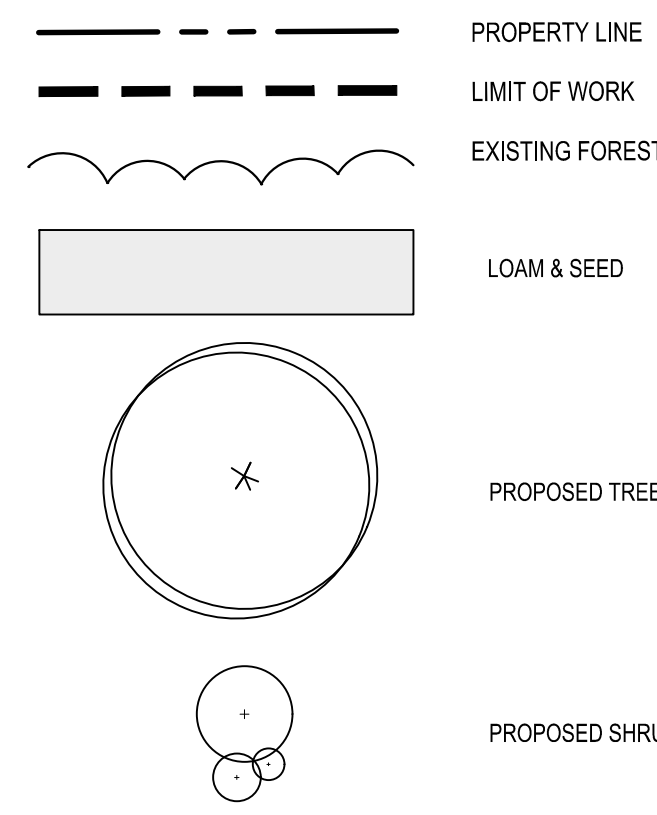 PROPERTY LINE
LIMIT OF WORK
EXISTING FOREST
LOAM & SEED
PROPOSED TREE
PROPOSED SHRU